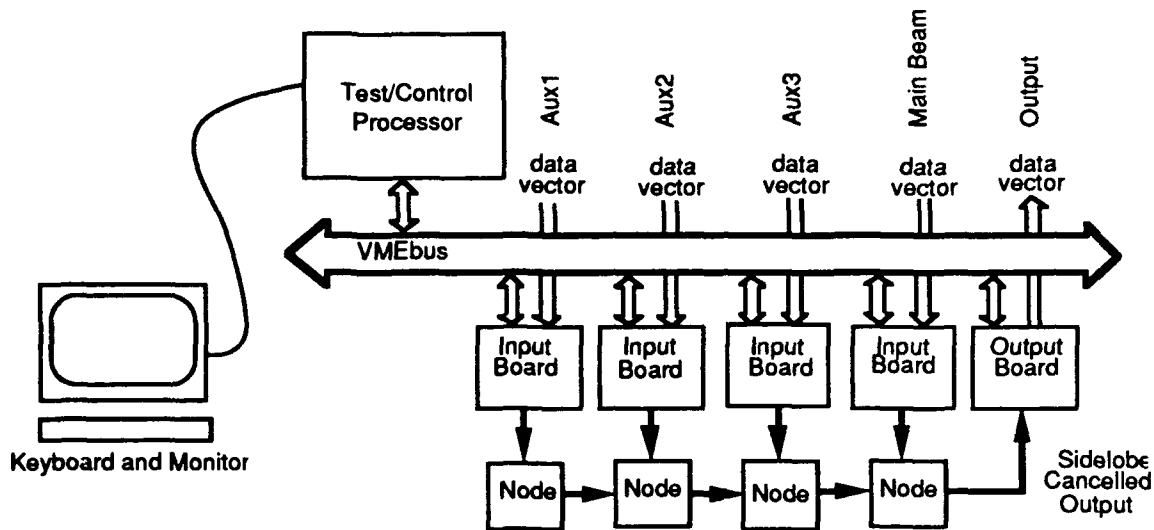 Test/Control
Processor
Aux1
Aux2
Aux3
Main Beam
Output
data
vector
data
vector
data
vector
data
vector
data
vector
VMEbus
Input
Board
Input
Board
Input
Board
Input
Board
Output
Board
Keyboard and Monitor
Node
Node
Node
Node
Sidelobe
Cancelled
Output